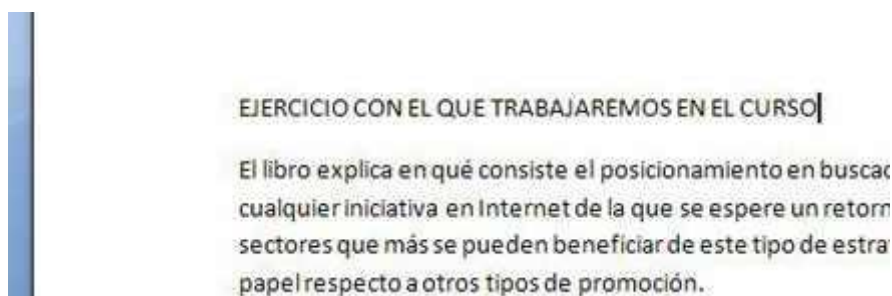 EJERCICIO CON EL QUE TRABAJAREMOS EN EL CURSO
El libro explica en qué consiste el posicionamiento en
cualquier iniciativa en Internet de la que se espere un
sectores que más se pueden beneficiar de este tipo de
papel respecto a otros tipos de promoción.